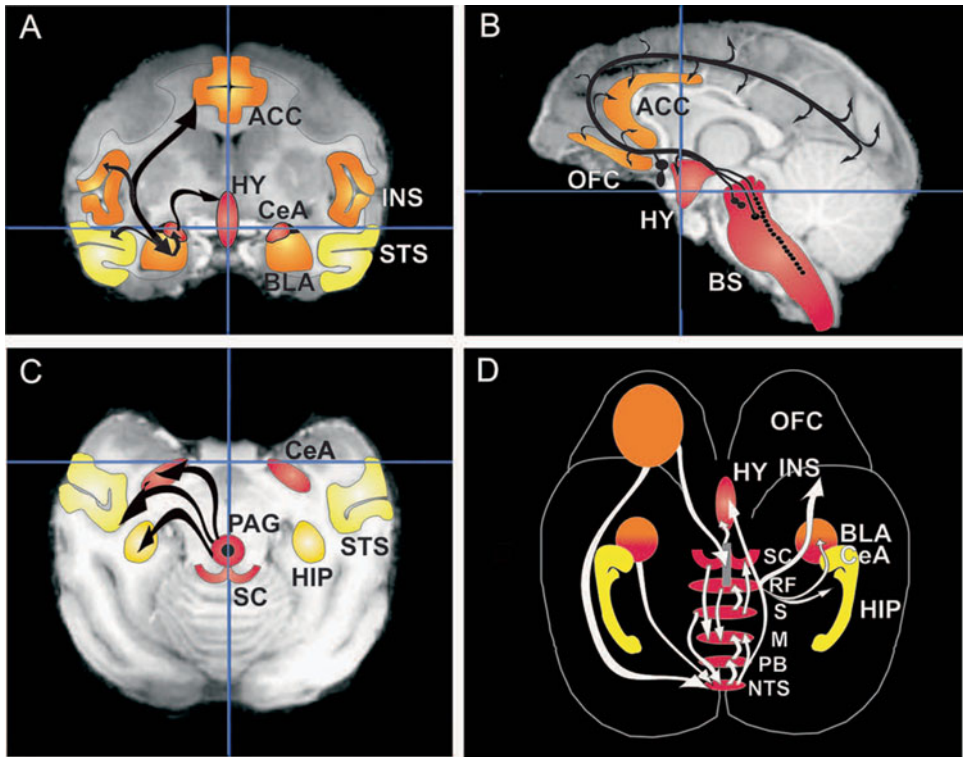 A
ACC
HY
INS
CeA
STS
BLA
B
ACC
OFC
HY
BS
C
CeA
PAG
STS
HIP
SC
D
OFC
HY INS
BLA
SC CeA
RF
S HIP
M
PB
NTS